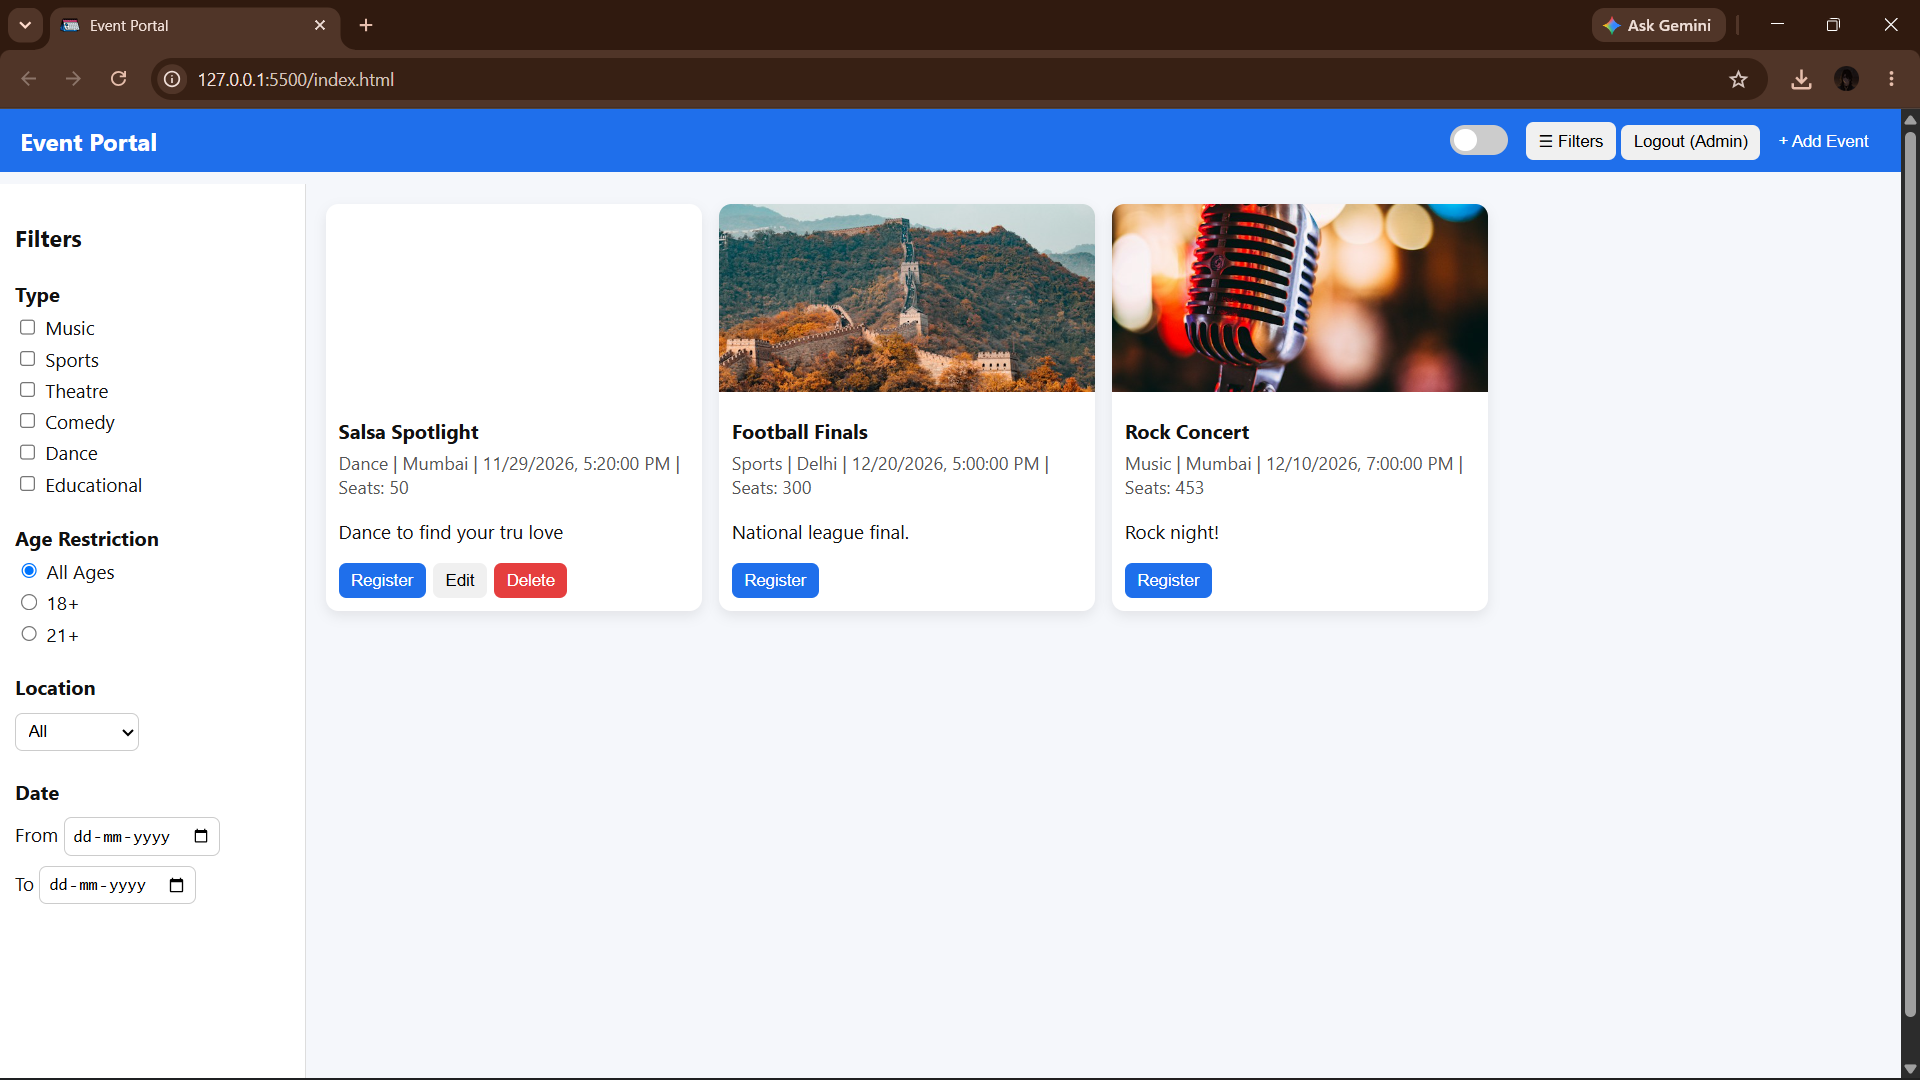 Event Portal
Ask Gemini
127.0.0.1:5500/index.html
Event Portal
☰ Filters
Logout (Admin)
+ Add Event
Filters
Type
Music
Sports
Theatre
Comedy
Dance
Educational
Age Restriction
All Ages
18+
21+
Location
All
Date
From dd-mm-yyyy
To dd-mm-yyyy
Salsa Spotlight
Dance | Mumbai | 11/29/2026, 5:20:00 PM |
Seats: 50
Dance to find your tru love
Register Edit Delete
Football Finals
Sports | Delhi | 12/20/2026, 5:00:00 PM |
Seats: 300
National league final.
Register
Rock Concert
Music | Mumbai | 12/10/2026, 7:00:00 PM |
Seats: 453
Rock night!
Register